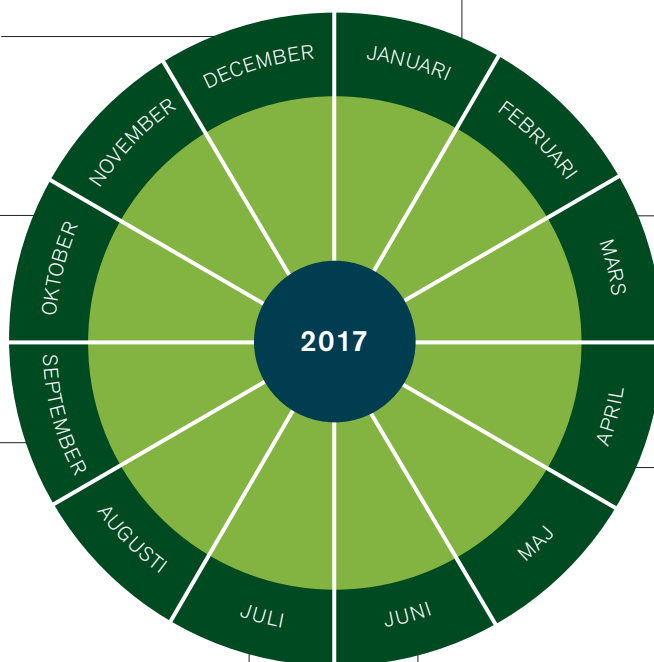 JANUARI
FEBRUARI
MARS
APRIL
MAJ
JUNI
JULI
AUGUSTI
SEPTEMBER
OKTOBER
NOVEMBER
DECEMBER
2017